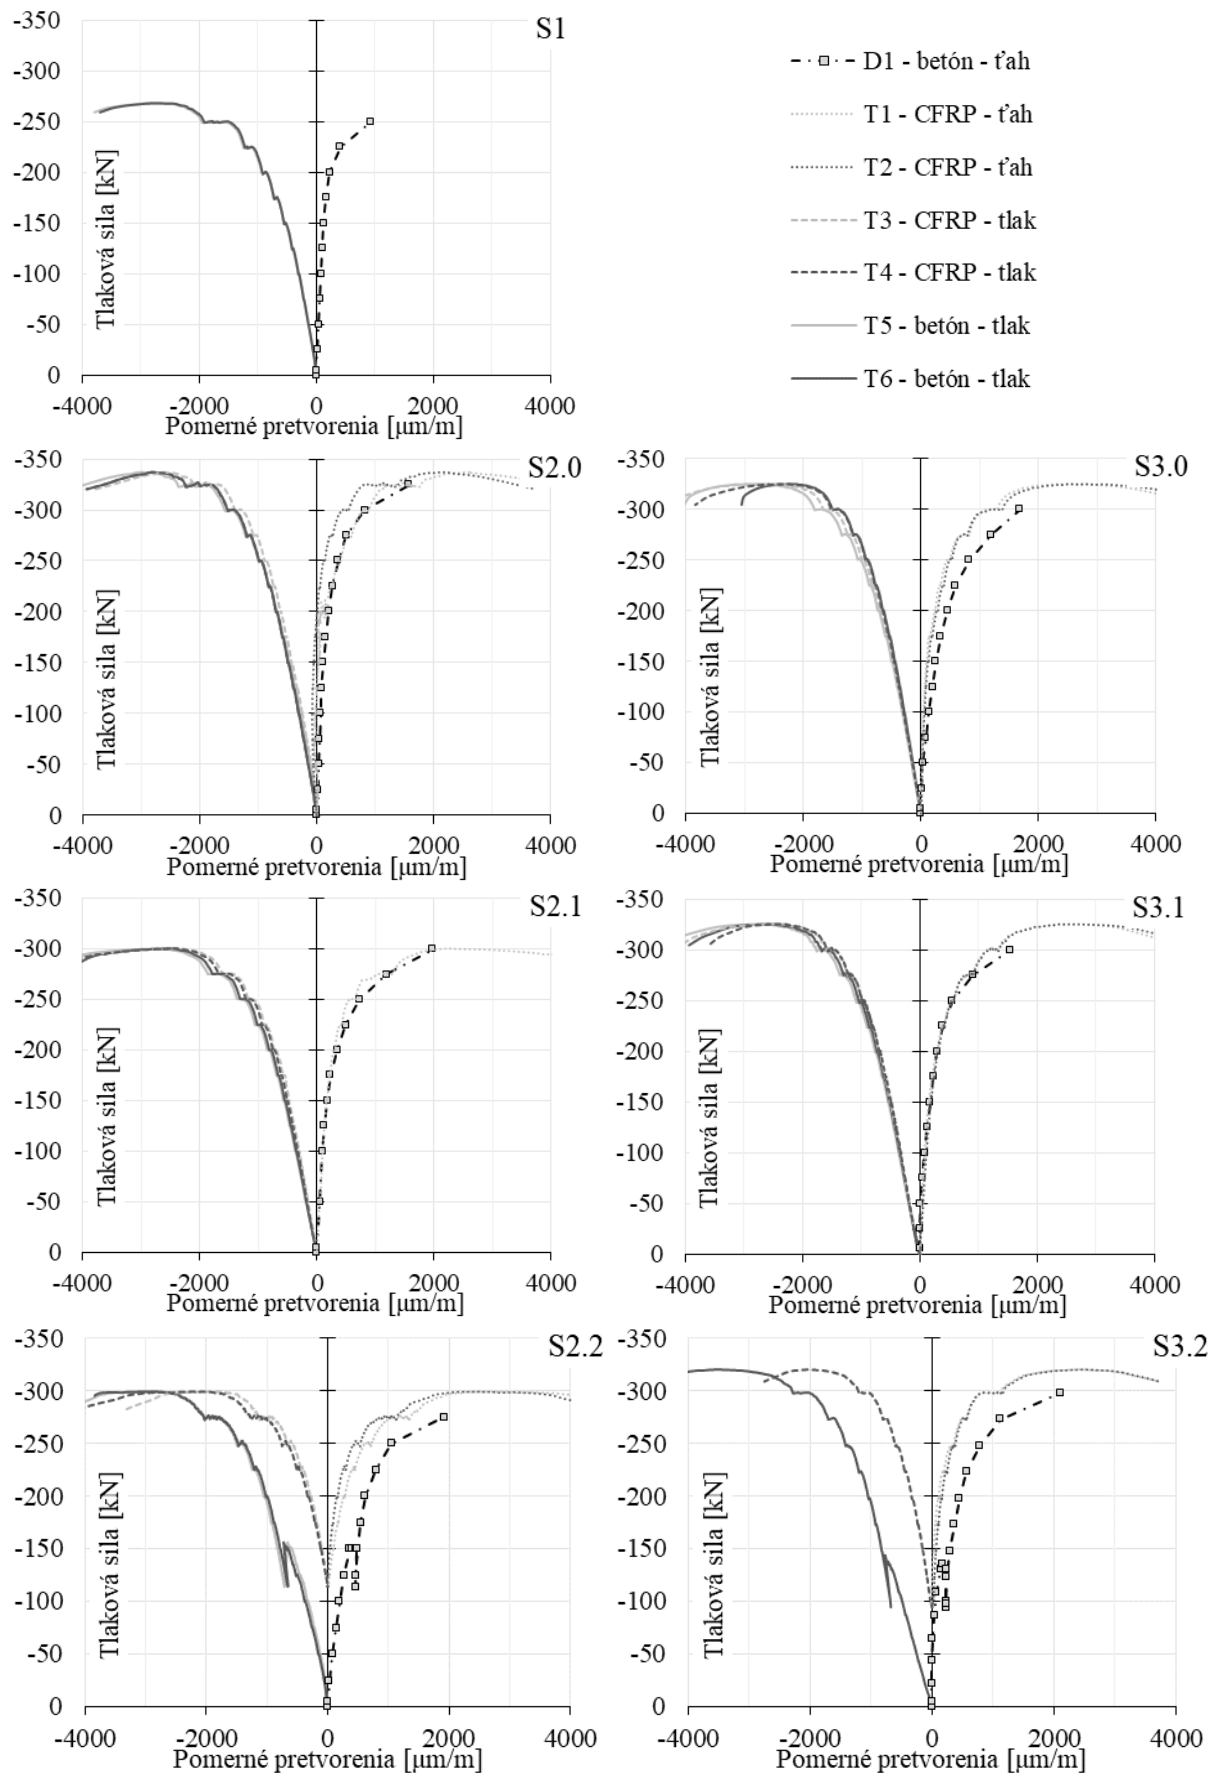 S1
-350
-300
-250
-200
-150
-100
-50
0
Tlaková sila [kN]
-4000 -2000 0 2000 4000
Pomerné pretvorenia [µm/m]
D1 - betón - ťah
T1 - CFRP - ťah
T2 - CFRP - ťah
T3 - CFRP - tlak
T4 - CFRP - tlak
T5 - betón - tlak
T6 - betón - tlak
S2.0
-350
-300
-250
-200
-150
-100
-50
0
Tlaková sila [kN]
-4000 -2000 0 2000 4000
Pomerné pretvorenia [µm/m]
S3.0
-350
-300
-250
-200
-150
-100
-50
0
Tlaková sila [kN]
-4000 -2000 0 2000 4000
Pomerné pretvorenia [µm/m]
S2.1
-350
-300
-250
-200
-150
-100
-50
0
Tlaková sila [kN]
-4000 -2000 0 2000 4000
Pomerné pretvorenia [µm/m]
S3.1
-350
-300
-250
-200
-150
-100
-50
0
Tlaková sila [kN]
-4000 -2000 0 2000 4000
Pomerné pretvorenia [µm/m]
S2.2
-350
-300
-250
-200
-150
-100
-50
0
Tlaková sila [kN]
-4000 -2000 0 2000 4000
Pomerné pretvorenia [µm/m]
S3.2
-350
-300
-250
-200
-150
-100
-50
0
Tlaková sila [kN]
-4000 -2000 0 2000 4000
Pomerné pretvorenia [µm/m]